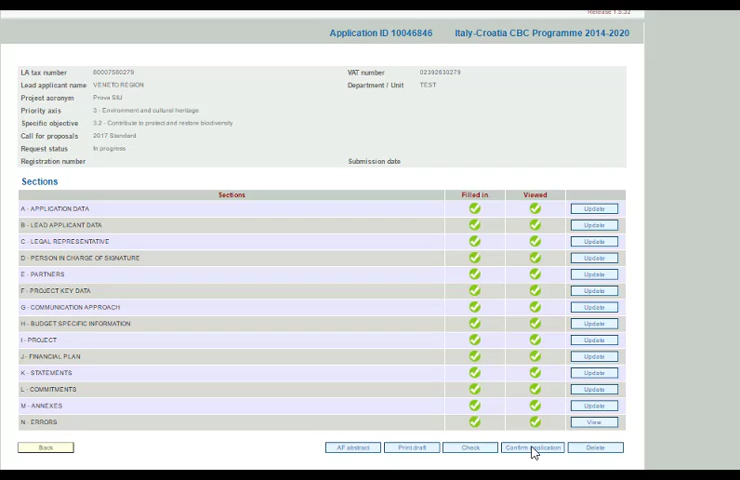 Release 1.5.32
Application ID 10046846 Italy-Croatia CBC Programme 2014-2020
LA tax number 80007580279 VAT number 02392630279
Lead applicant name VENETO REGION Department / Unit TEST
Project acronym Prova SIU
Priority axis 3 - Environment and cultural heritage
Specific objective 3.2 - Contribute to protect and restore biodiversity
Call for proposals 2017 Standard
Request status In progress
Registration number Submission date
Sections
Sections Filled in. Viewed
A - APPLICATION DATA Update
B - LEAD APPLICANT DATA Update
C - LEGAL REPRESENTATIVE Update
D - PERSON IN CHARGE OF SIGNATURE Update
E - PARTNERS Update
F - PROJECT KEY DATA Update
G - COMMUNICATION APPROACH Update
H - BUDGET SPECIFIC INFORMATION Update
I - PROJECT Update
J - FINANCIAL PLAN Update
K - STATEMENTS Update
L - COMMITMENTS Update
M - ANNEXES Update
N - ERRORS View
Back AF abstract Print draft Check Confirm application Delete